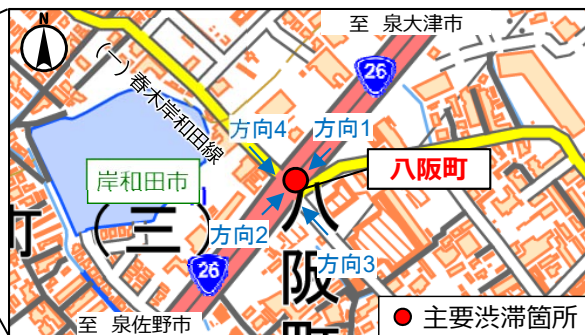 N
至 泉大津市
26
(一)春木岸和田線
方向4
方向1
八阪町
岸和田市
(三)
町
方向2
八阪町
方向3
26
至 泉佐野市
主要渋滞箇所